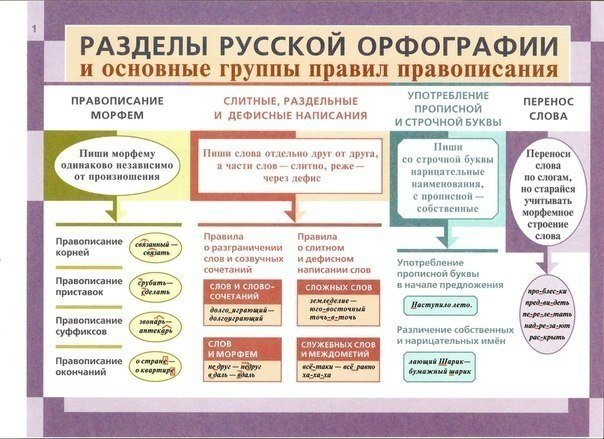 1
РАЗДЕЛЫ РУССКОЙ ОРФОГРАФИИ
и основные группы правил правописания
ПРАВОПИСАНИЕ
МОРФЕМ
Пиши морфему
одинаково независимо
от произношения
Правописание
корней
связанный —
связать
Правописание
приставок
грубить —
сделать
Правописание
суффиксов
звонарь —
аптекарь
Правописание
окончаний
о стране —
о квартире
СЛИТНЫЕ, РАЗДЕЛЬНЫЕ
И ДЕФИСНЫЕ НАПИСАНИЯ
Пиши слова отдельно друг от друга,
а части слов — слитно, реже —
через дефис
Правила
о разграничении
слов и созвучных
сочетаний
СЛОВ И СЛОВО-
СОЧЕТАНИЙ
долго играющий —
долгоиграющий
СЛОВ
И МОРФЕМ
не друг — недруг
в даль — вдаль
Правила
о слитном
и дефисном
написании слов
СЛОЖНЫХ СЛОВ
земледелие —
юго-восточный
точь-в-точь
СЛУЖЕБНЫХ СЛОВ
И МЕЖДОМЕТИЙ
всё-таки — всё равно
ха-ха-ха
УПОТРЕБЛЕНИЕ
ПРОПИСНОЙ
И СТРОЧНОЙ БУКВЫ
Пиши
со строчной буквы
нарицательные
наименования,
с прописной —
собственные
Употребление
прописной буквы
в начале предложения
Наступило лето.
Различение собственных
и нарицательных имён
лающий Шарик —
бумажный шарик
ПЕРЕНОС
СЛОВА
Переноси
слова
по слогам,
но старайся
учитывать
морфемное
строение
слова
про-блес-ки
пред-ви-деть
пе-ре-ле-тать
над-ре-за-ют
рас-крыть